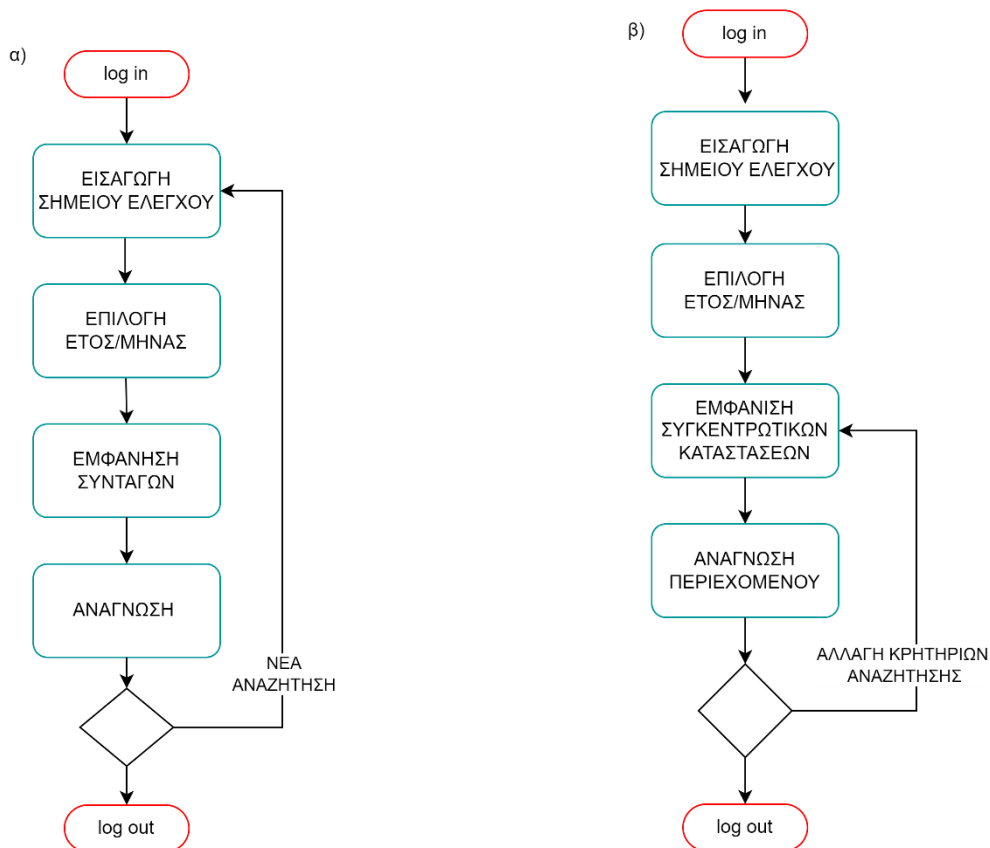 α)
log in
ΕΙΣΑΓΩΓΗ
ΣΗΜΕΙΟΥ ΕΛΕΓΧΟΥ
ΕΠΙΛΟΓΗ
ΕΤΟΣ/ΜΗΝΑΣ
ΕΜΦΑΝΗΣΗ
ΣΥΝΤΑΓΩΝ
ΑΝΑΓΝΩΣΗ
ΝΕΑ
ΑΝΑΖΗΤΗΣΗ
log out
β)
log in
ΕΙΣΑΓΩΓΗ
ΣΗΜΕΙΟΥ ΕΛΕΓΧΟΥ
ΕΠΙΛΟΓΗ
ΕΤΟΣ/ΜΗΝΑΣ
ΕΜΦΑΝΙΣΗ
ΣΥΓΚΕΝΤΡΩΤΙΚΩΝ
ΚΑΤΑΣΤΑΣΕΩΝ
ΑΝΑΓΝΩΣΗ
ΠΕΡΙΕΧΟΜΕΝΟΥ
ΑΛΛΑΓΗ ΚΡΗΤΗΡΙΩΝ
ΑΝΑΖΗΤΗΣΗΣ
log out